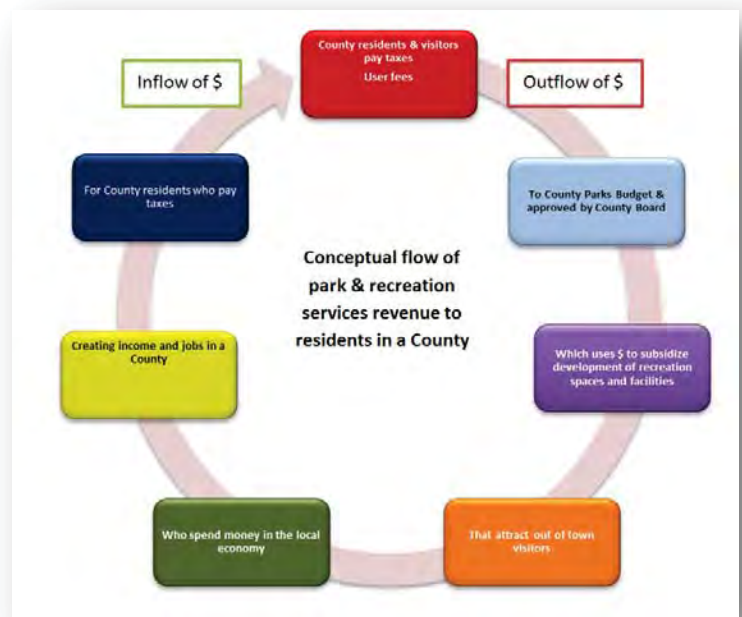 County residents & visitors
pay taxes
User fees
Inflow of $
Outflow of $
For County residents who pay
taxes
To County Parks Budget &
approved by County Board
Conceptual flow of
park & recreation
services revenue to
residents in a County
Creating income and jobs in a
County
Which uses $ to subsidize
development of recreation
spaces and facilities
Who spend money in the local
economy
That attract out of town
visitors